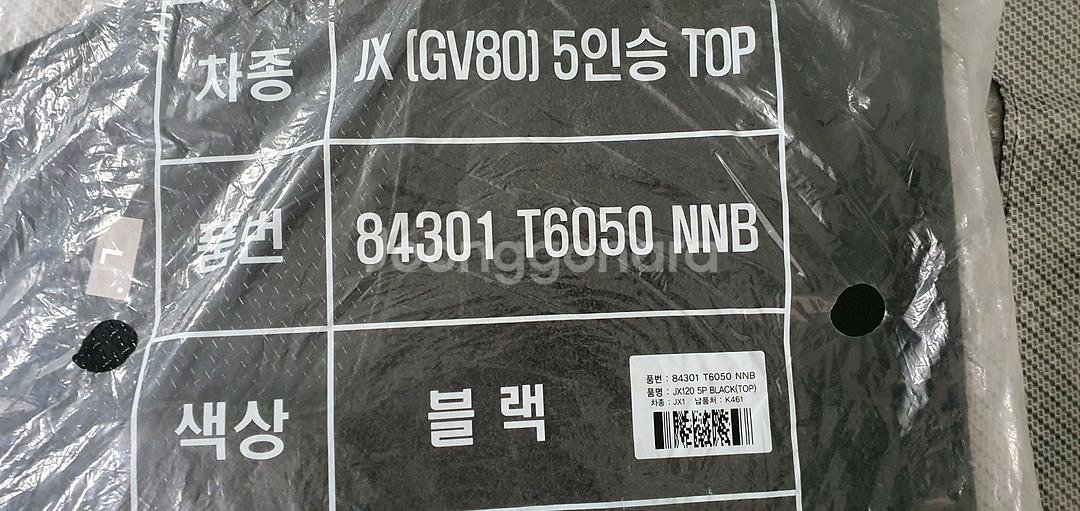 차종 JX (GV80) 5인승 TOP
품번 84301 T6050 NNB
색상 블랙
품번 : 84301 T6050 NNB
품명 : JX120 5P BLACK(TOP)
차종 : JX1 납품처 : K461